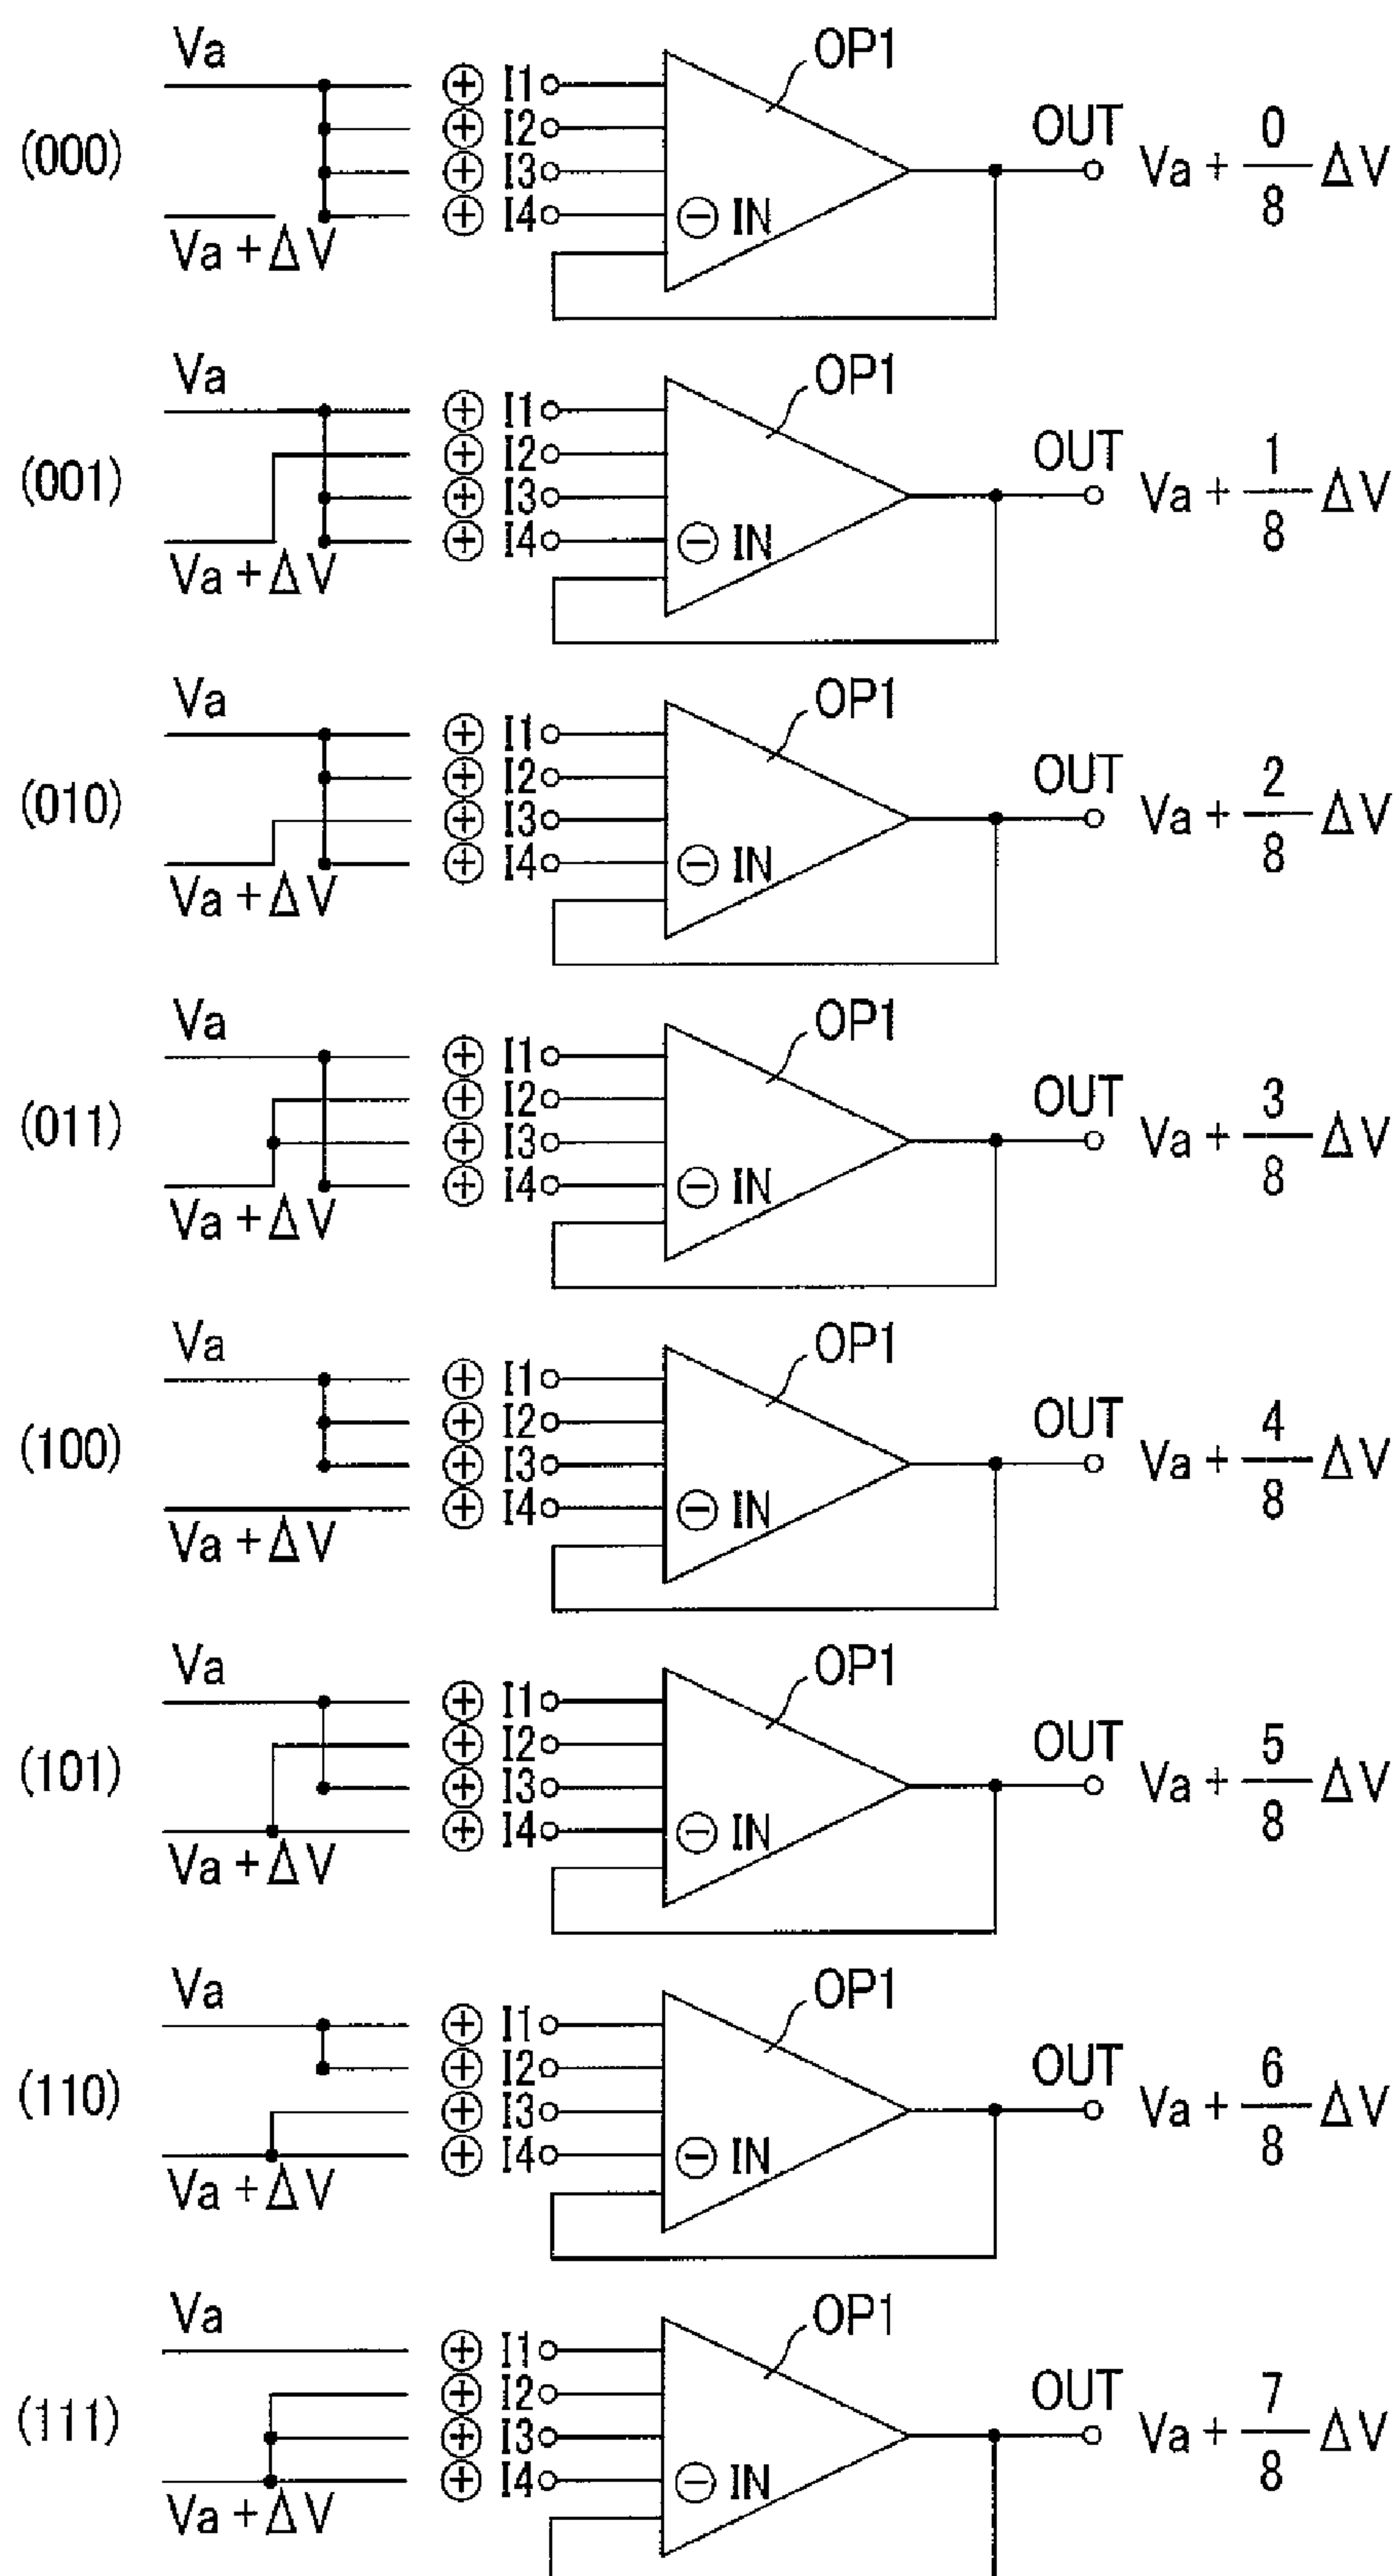 Va
OP1
(000)
⊕ I1
⊕ I2
⊕ I3
⊕ I4
⊖ IN
Va + ΔV
OUT
Va + 0/8 ΔV
Va
OP1
(001)
⊕ I1
⊕ I2
⊕ I3
⊕ I4
⊖ IN
Va + ΔV
OUT
Va + 1/8 ΔV
Va
OP1
(010)
⊕ I1
⊕ I2
⊕ I3
⊕ I4
⊖ IN
Va + ΔV
OUT
Va + 2/8 ΔV
Va
OP1
(011)
⊕ I1
⊕ I2
⊕ I3
⊕ I4
⊖ IN
Va + ΔV
OUT
Va + 3/8 ΔV
Va
OP1
(100)
⊕ I1
⊕ I2
⊕ I3
⊕ I4
⊖ IN
Va + ΔV
OUT
Va + 4/8 ΔV
Va
OP1
(101)
⊕ I1
⊕ I2
⊕ I3
⊕ I4
⊖ IN
Va + ΔV
OUT
Va + 5/8 ΔV
Va
OP1
(110)
⊕ I1
⊕ I2
⊕ I3
⊕ I4
⊖ IN
Va + ΔV
OUT
Va + 6/8 ΔV
Va
OP1
(111)
⊕ I1
⊕ I2
⊕ I3
⊕ I4
⊖ IN
Va + ΔV
OUT
Va + 7/8 ΔV